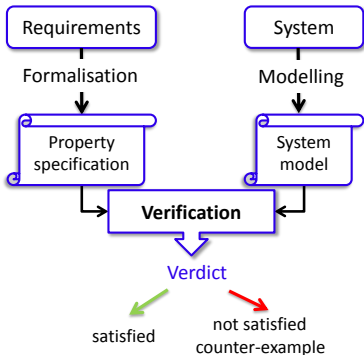 Requirements
System
Formalisation
Modelling
Property
specification
System
model
Verification
Verdict
satisfied
not satisfied
counter-example